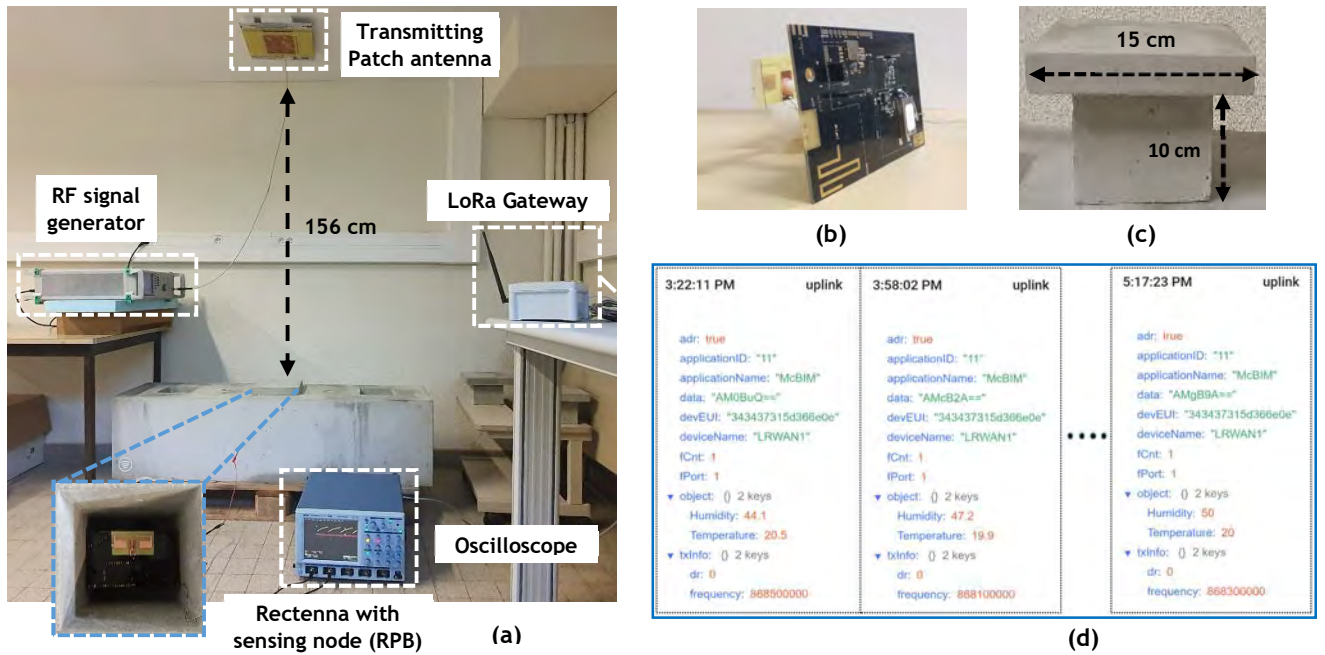 Transmitting
Patch antenna
RF signal
generator
156 cm
LoRa Gateway
Oscilloscope
Rectenna with
sensing node (RPB)
(a)
(b)
15 cm
10 cm
(c)
3:22:11 PM uplink
adr: true
applicationID: "11"
applicationName: "McBIM"
data: "AM0BuQ=="
devEUI: "343437315d366e0e"
deviceName: "LRWAN1"
fCnt: 1
fPort: 1
▼ object: {} 2 keys
Humidity: 44.1
Temperature: 20.5
▼ txInfo: {} 2 keys
dr: 0
frequency: 868500000
3:58:02 PM uplink
adr: true
applicationID: "11"
applicationName: "McBIM"
data: "AMcB2A=="
devEUI: "343437315d366e0e"
deviceName: "LRWAN1"
fCnt: 1
fPort: 1
▼ object: {} 2 keys
Humidity: 47.2
Temperature: 19.9
▼ txInfo: {} 2 keys
dr: 0
frequency: 868100000
5:17:23 PM uplink
adr: true
applicationID: "11"
applicationName: "McBIM"
data: "AMgB9A=="
devEUI: "343437315d366e0e"
deviceName: "LRWAN1"
fCnt: 1
fPort: 1
▼ object: {} 2 keys
Humidity: 50
Temperature: 20
▼ txInfo: {} 2 keys
dr: 0
frequency: 868300000
(d)